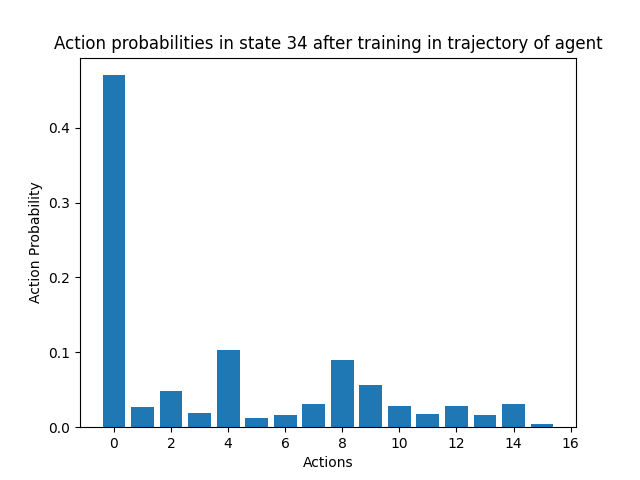 Action probabilities in state 34 after training in trajectory of agent
Action Probability
0.4
0.3
0.2
0.1
0.0
0 2 4 6 8 10 12 14 16
Actions